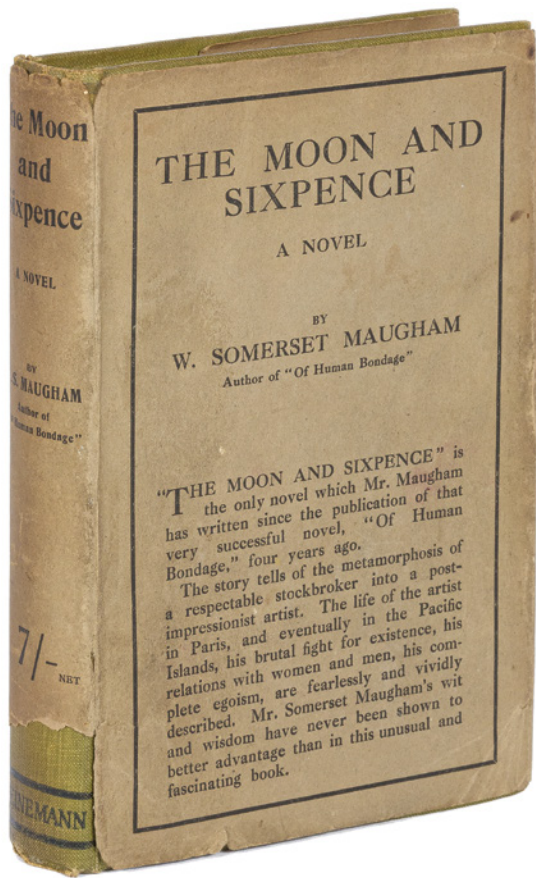 THE MOON AND
SIXPENCE
A NOVEL
BY
W. SOMERSET MAUGHAM
Author of "Of Human Bondage"
"THE MOON AND SIXPENCE" is
the only novel which Mr. Maugham
has written since the publication of that
very successful novel, "Of Human
Bondage," four years ago.
The story tells of the metamorphosis of
a respectable stockbroker into a post-
impressionist artist. The life of the artist
in Paris, and eventually in the Pacific
Islands, his brutal fight for existence, his
relations with women and men, his com-
plete egoism, are fearlessly and vividly
described. Mr. Somerset Maugham's wit
and wisdom have never been shown to
better advantage than in this unusual and
fascinating book.
Moon
and
ixpence
A NOVEL
BY
S. MAUGHAM
Author of
Bondage"
7/-
NET
NEMANN